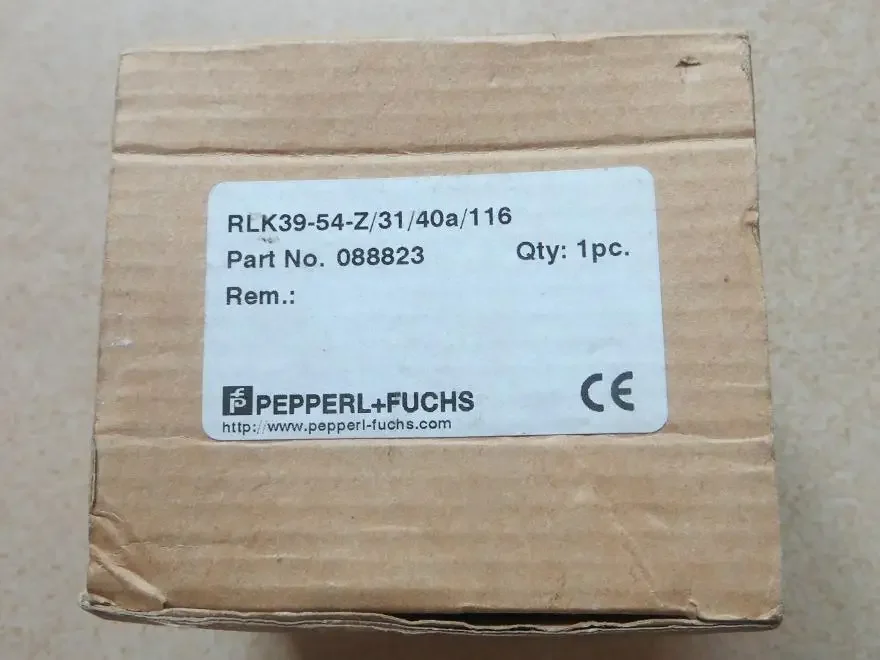 RLK39-54-Z/31/40a/116
Part No. 088823 Qty: 1pc.
Rem.:
PEPPERL+FUCHS CE
http://www.pepperl-fuchs.com